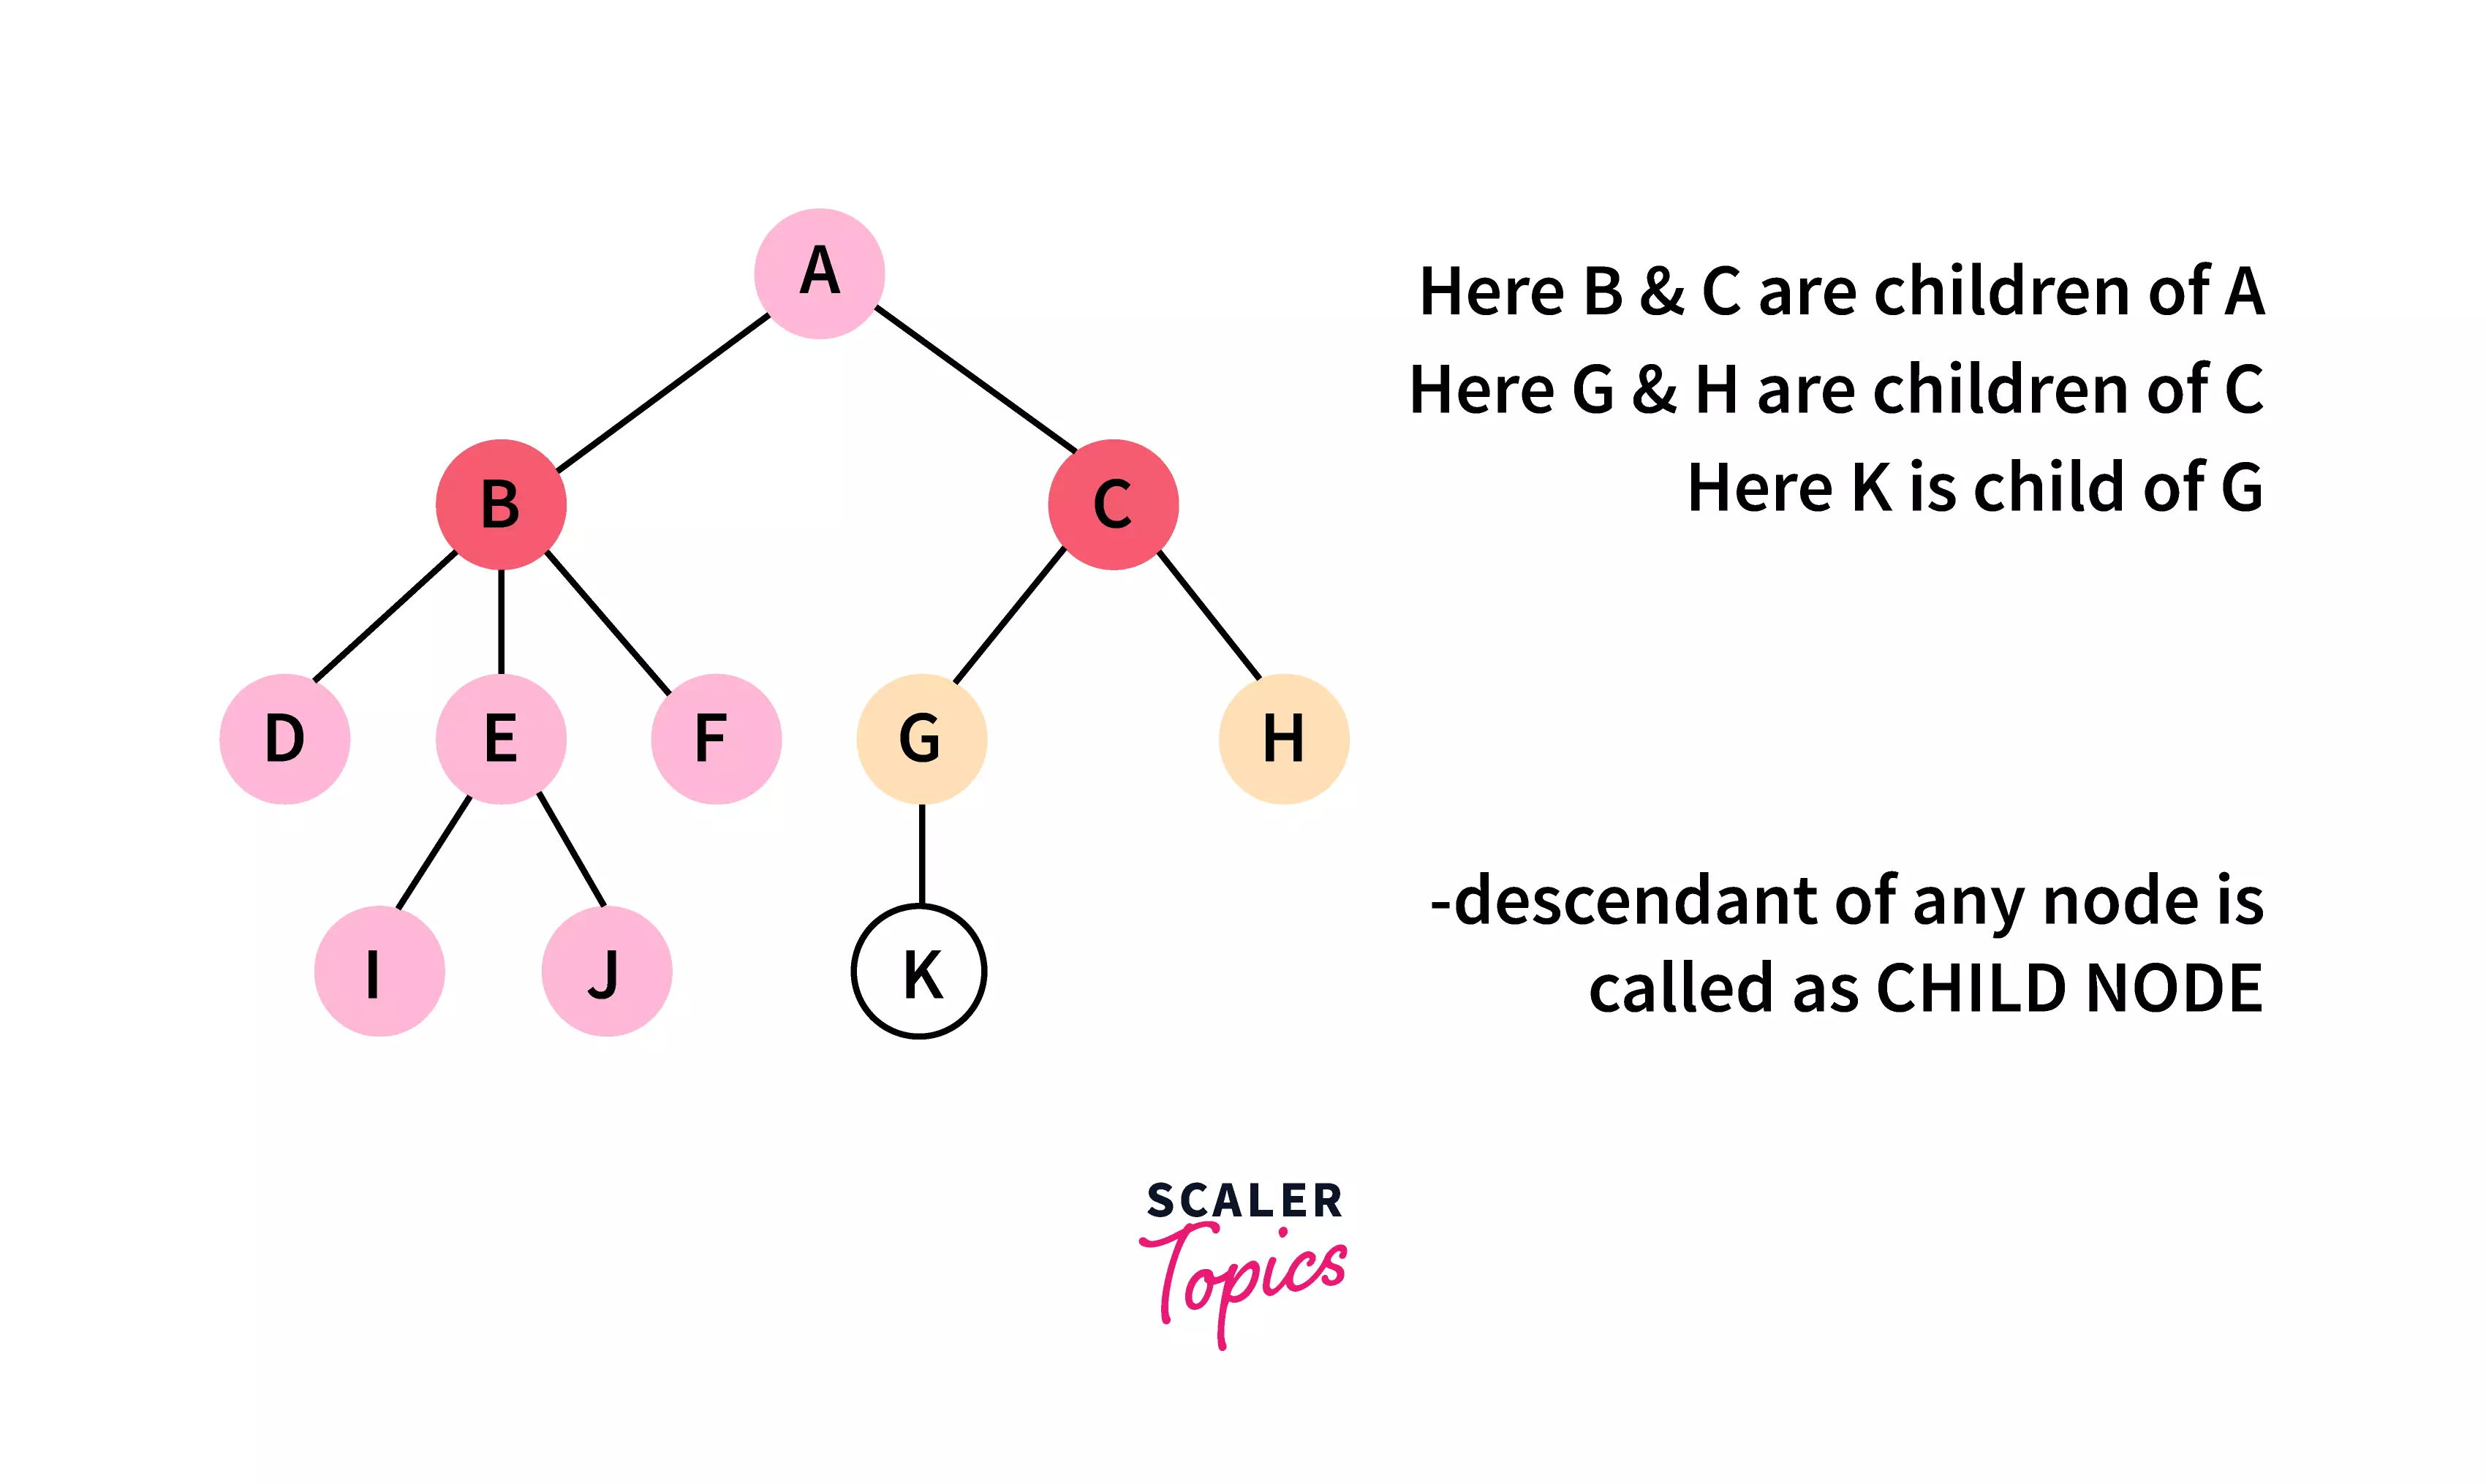 A
Here B & C are children of A
Here G & H are children of C
Here K is child of G
B
C
D
E
F
G
H
-descendant of any node is
called as CHILD NODE
I
J
K
SCALER
Topics